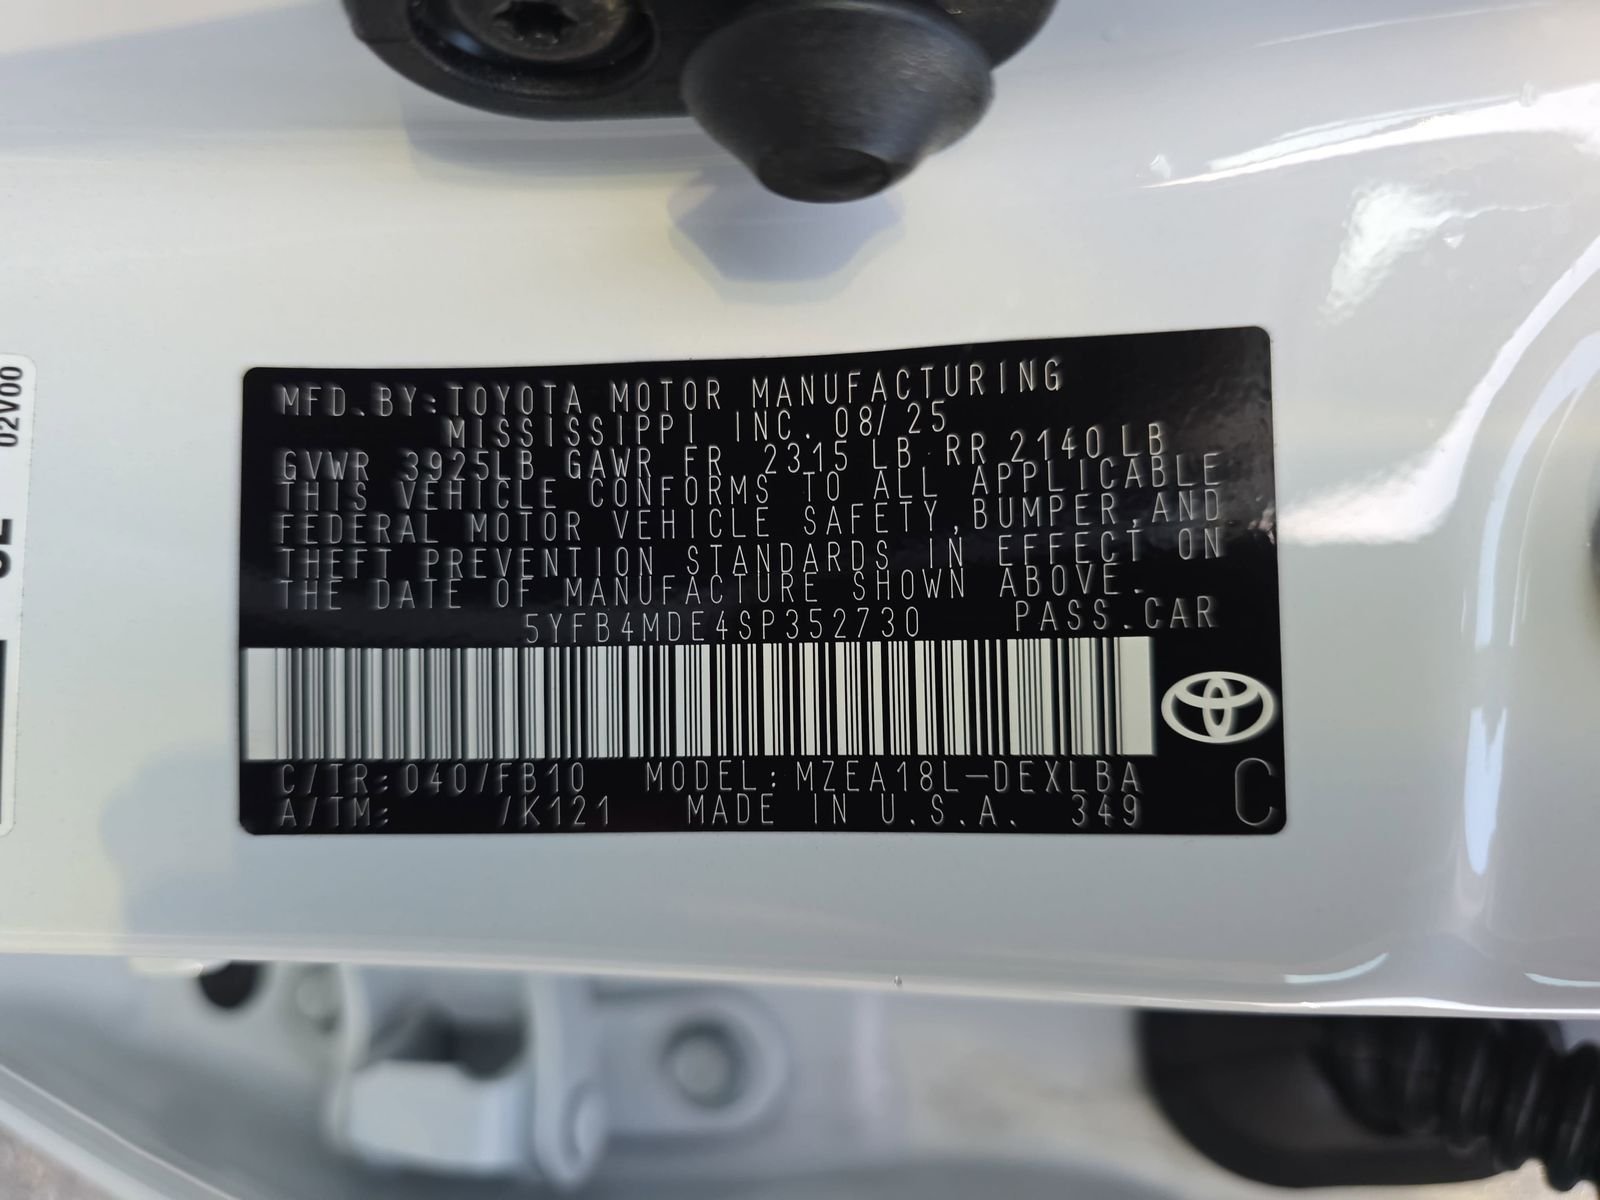 MFD.BY:TOYOTA MOTOR MANUFACTURING
MISSISSIPPI INC. 08/25
GVWR 3925LB GAWR FR 2315 LB RR 2140LB
THIS VEHICLE CONFORMS TO ALL APPLICABLE
FEDERAL MOTOR VEHICLE SAFETY,BUMPER,AND
THEFT PREVENTION STANDARDS IN EFFECT ON
THE DATE OF MANUFACTURE SHOWN ABOVE.
5YFB4MDE4SP352730 PASS.CAR
C/TR:040/FB10 MODEL:MZEA18L-DEXLBA
A/TM: /K121 MADE IN U.S.A. 349
C
02V00